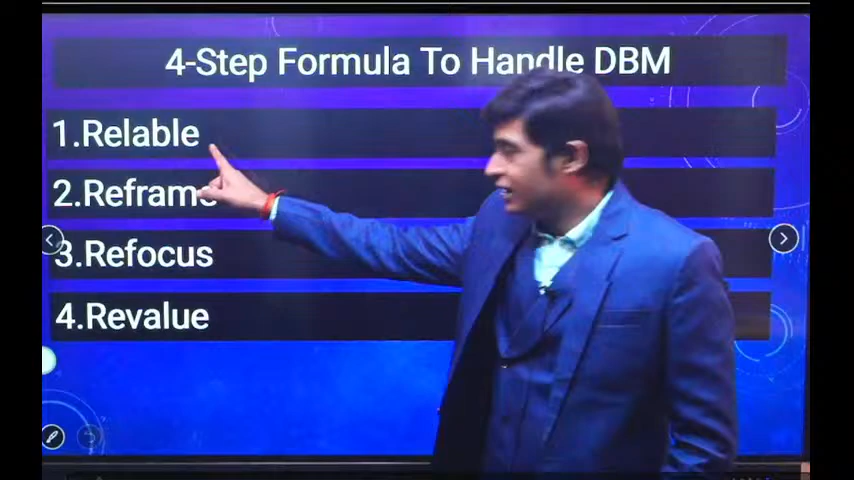 4-Step Formula To Handle DBM
1.Relable
2.Reframe
3.Refocus
4.Revalue